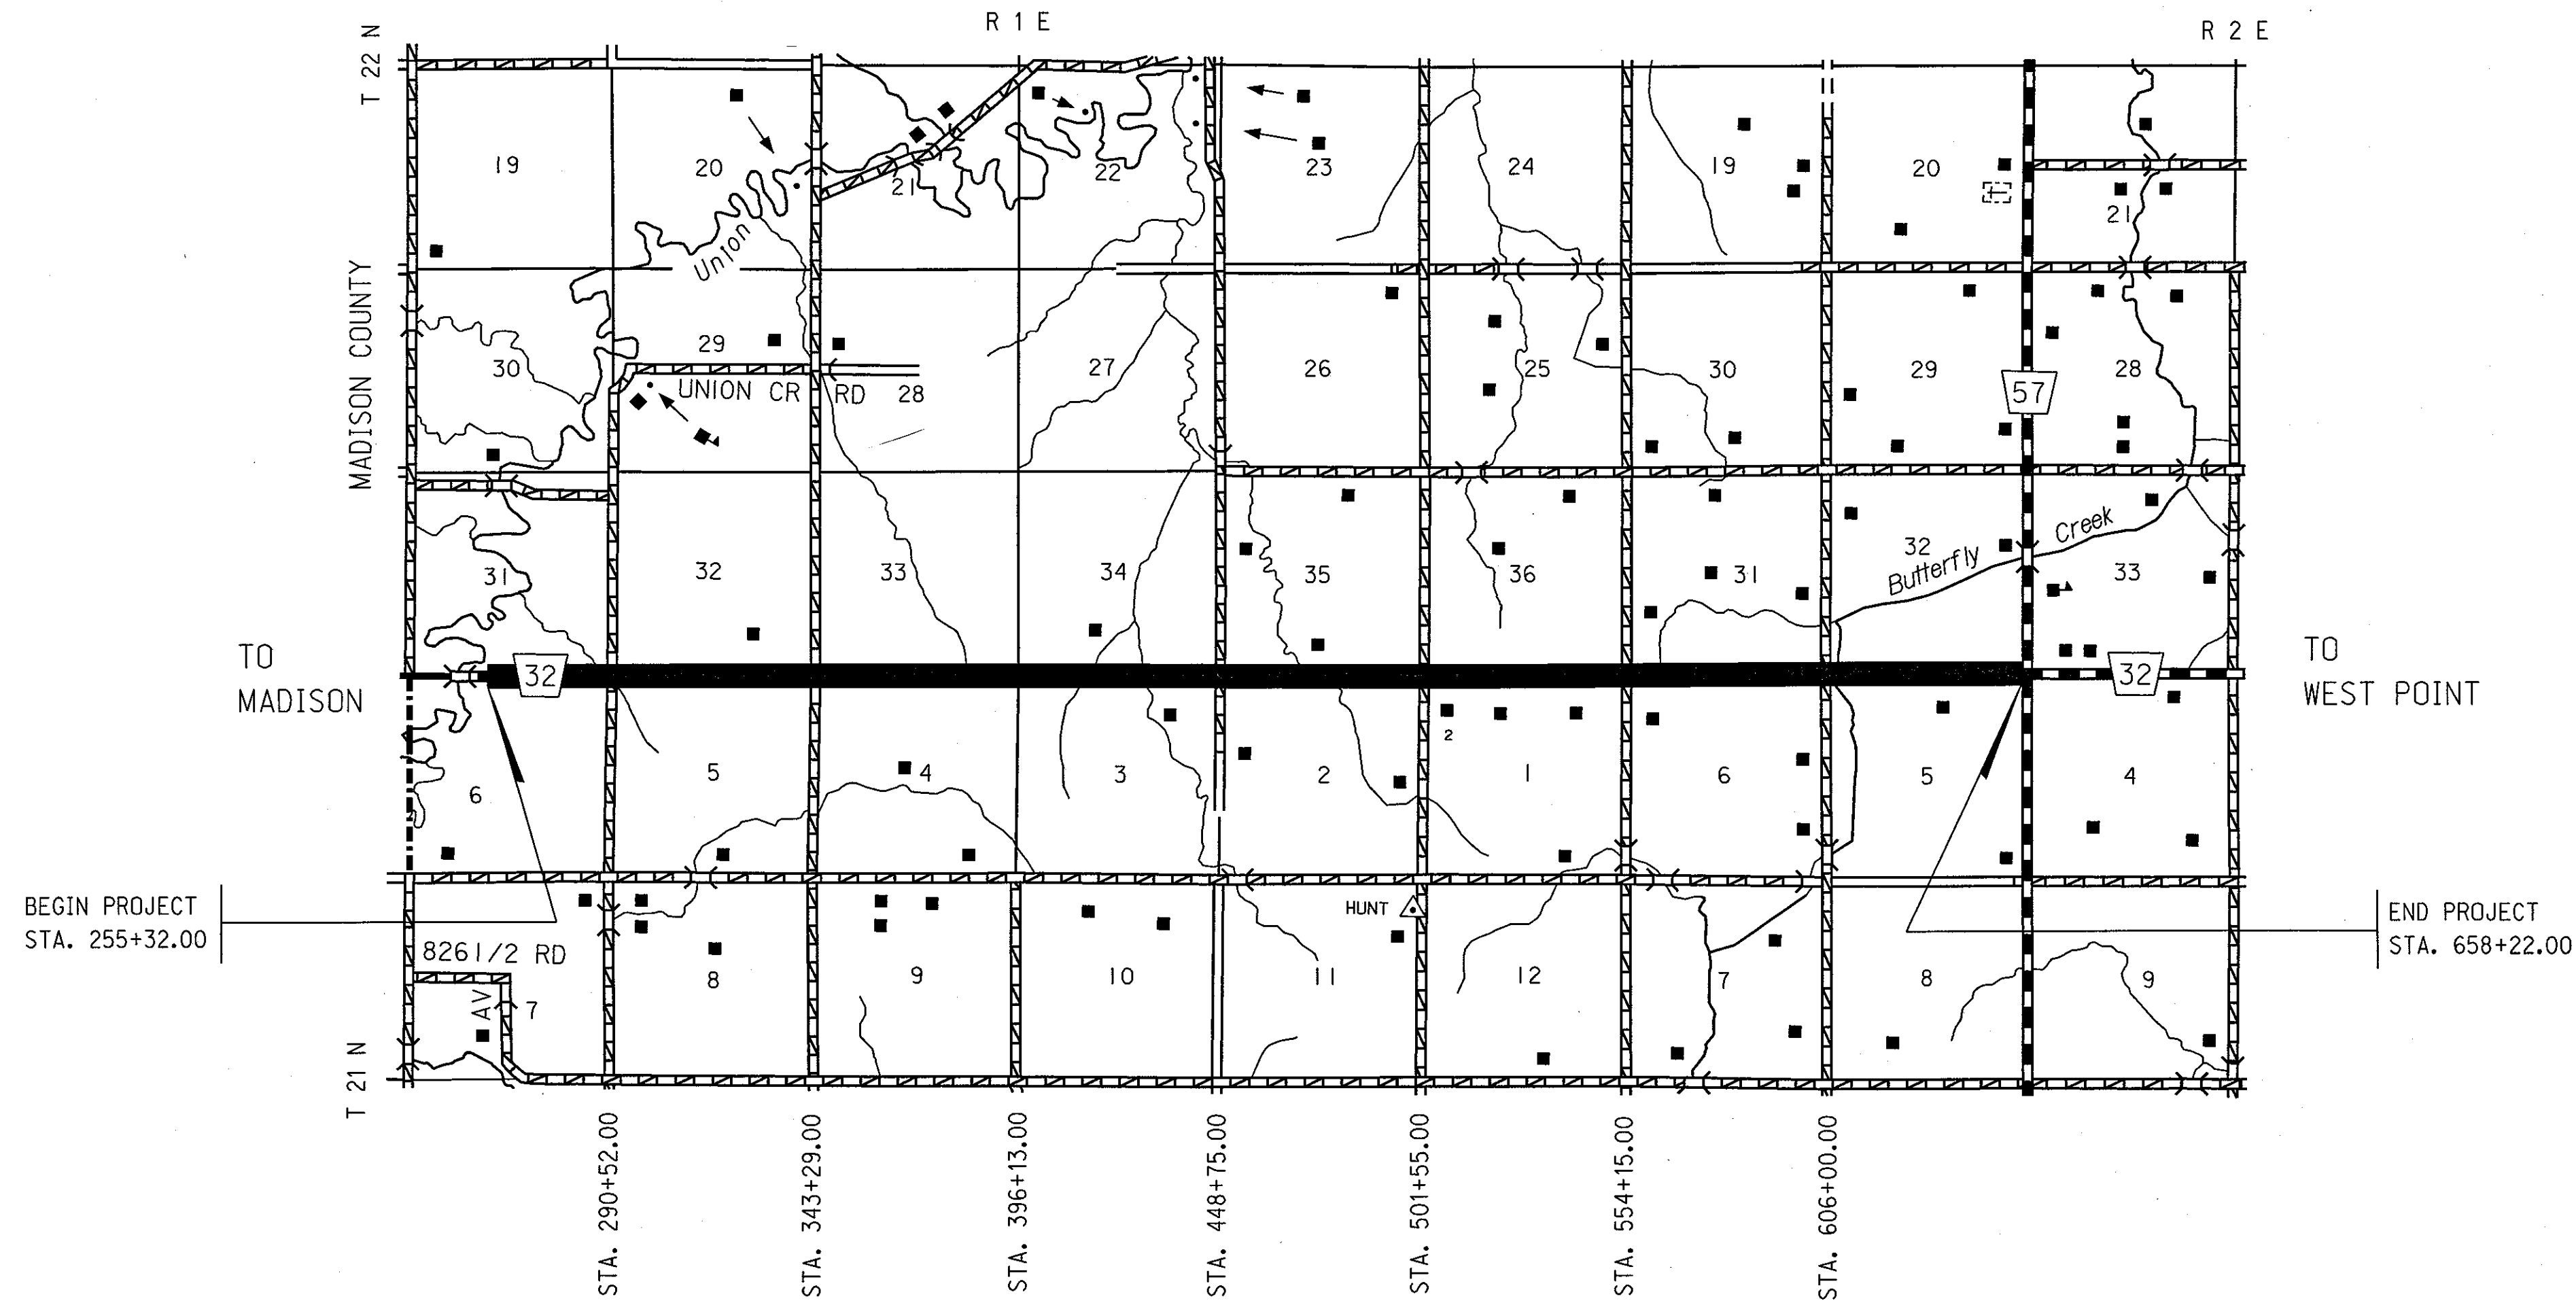 R 1 E
R 2 E
T 22 N
19
20
21
22
23
24
19
20
21
Union
MADISON COUNTY
30
29
28
27
26
25
30
29
57
28
UNION CR RD
31
32
33
34
35
36
31
32
Butterfly Creek
33
TO
MADISON
32
32
TO
WEST POINT
6
5
4
3
2
2
1
6
5
4
BEGIN PROJECT
STA. 255+32.00
HUNT
END PROJECT
STA. 658+22.00
8261/2 RD
AV
7
8
9
10
11
12
7
8
9
T 21 N
STA. 290+52.00
STA. 343+29.00
STA. 396+13.00
STA. 448+75.00
STA. 501+55.00
STA. 554+15.00
STA. 606+00.00